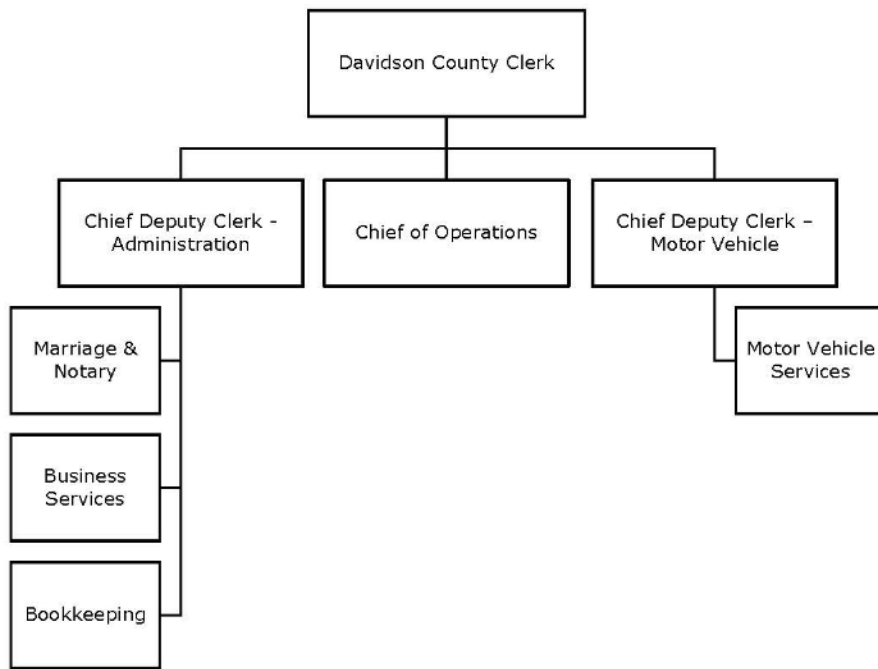 Davidson County Clerk
Chief Deputy Clerk -
Administration
Chief of Operations
Chief Deputy Clerk –
Motor Vehicle
Marriage &
Notary
Motor Vehicle
Services
Business
Services
Bookkeeping